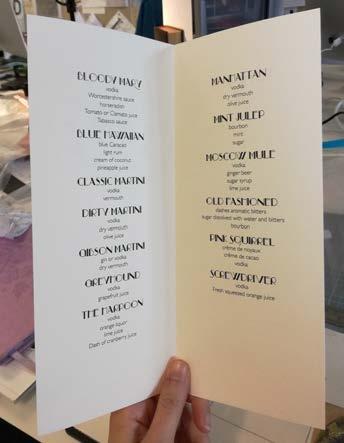 BLOODY MARY
vodka
Worcestershire sauce
horseradish
Tomato or Clamato juice
Tabasco sauce
BLUE HAWAIIAN
blue Caracao
light rum
cream of coconut
pineapple juice
CLASSIC MARTINI
vodka
vermouth
DIRTY MARTINI
vodka
dry vermouth
olive juice
GIBSON MARTINI
gin or vodka
dry vermouth
GREYHOUND
vodka
grapefruit juice
THE HARPOON
vodka
orange liquor
lime juice
Dash of cranberry juice
MANHATTAN
vodka
dry vermouth
olive juice
MINT JULEP
bourbon
mint
sugar
MOSCOW MULE
vodka
ginger beer
sugar syrup
lime juice
OLD FASHIONED
dashes aromatic bitters
sugar dissolved with water and bitters
bourbon
PINK SQUIRREL
crème de noyaux
crème de cacao
vodka
SCREWDRIVER
vodka
Fresh squeezed orange juice